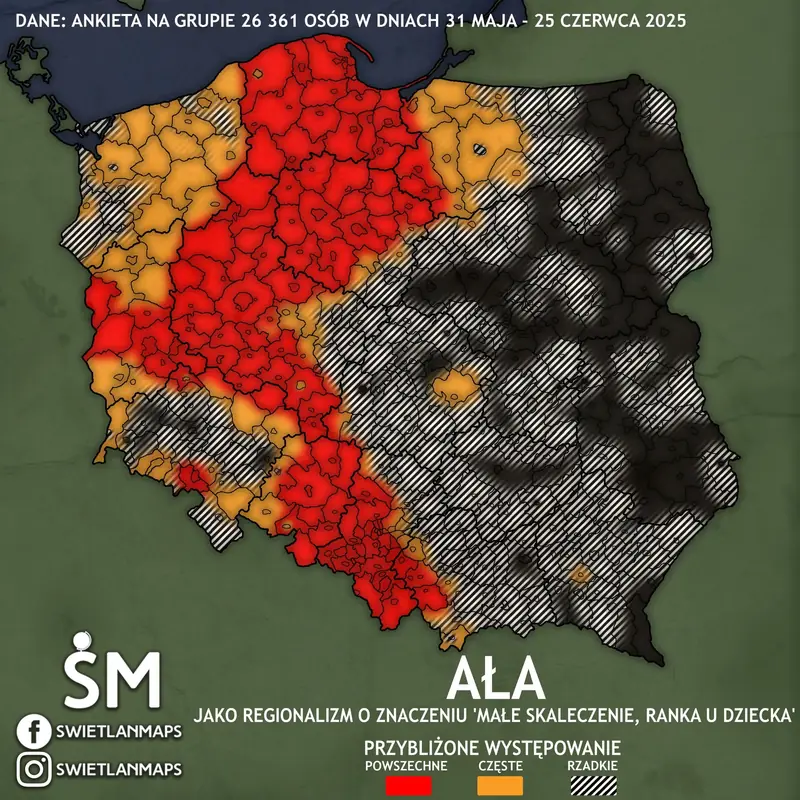 DANE: ANKIETA NA GRUPIE 26 361 OSÓB W DNIACH 31 MAJA - 25 CZERWCA 2025
ŚM
SWIETLANMAPS
SWIETLANMAPS
AŁA
JAKO REGIONALIZM O ZNACZENIU 'MAŁE SKALECZENIE, RANKA U DZIECKA'
PRZYBLIŻONE WYSTĘPOWANIE
POWSZECHNE CZĘSTE RZADKIE